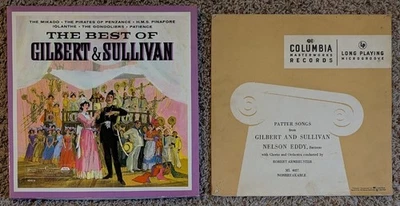 THE MIKADO · THE PIRATES OF PENZANCE · H.M.S. PINAFORE
IOLANTHE · THE GONDOLIERS · PATIENCE
THE BEST OF
GILBERT & SULLIVAN
COLUMBIA
MASTERWORKS
RECORDS
LONG PLAYING
MICROGROOVE
PATTER SONGS
from
GILBERT AND SULLIVAN
NELSON EDDY, Baritone
with Chorus and Orchestra conducted by
ROBERT ARMBRUSTER
NONBREAKABLE